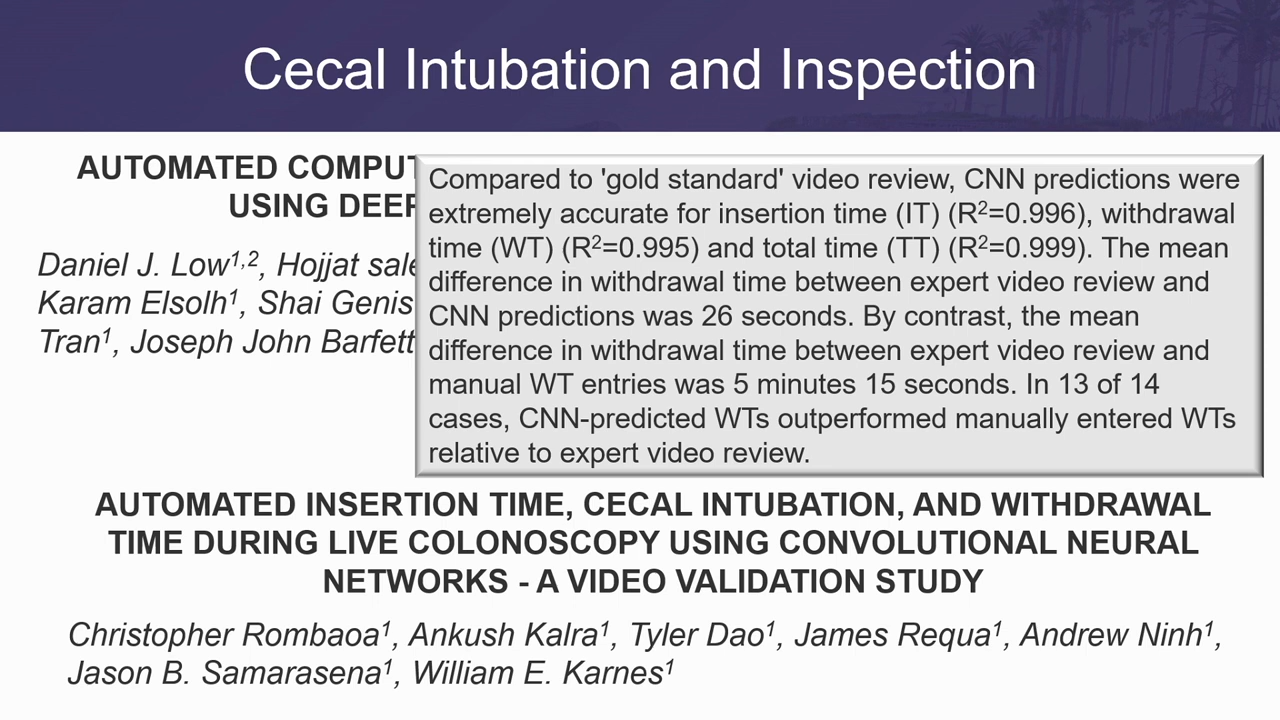 Cecal Intubation and Inspection
AUTOMATED
USING
Daniel J. Low1,2, Hojjat
Karam Elsolh1, Shai
Tran1, Joseph John
Compared to 'gold standard' video review, CNN predictions were
extremely accurate for insertion time (IT) (R2=0.996), withdrawal
time (WT) (R2=0.995) and total time (TT) (R2=0.999). The mean
difference in withdrawal time between expert video review and
CNN predictions was 26 seconds. By contrast, the mean
difference in withdrawal time between expert video review and
manual WT entries was 5 minutes 15 seconds. In 13 of 14
cases, CNN-predicted WTs outperformed manually entered WTs
relative to expert video review.
AUTOMATED INSERTION TIME, CECAL INTUBATION, AND WITHDRAWAL
TIME DURING LIVE COLONOSCOPY USING CONVOLUTIONAL NEURAL
NETWORKS - A VIDEO VALIDATION STUDY
Christopher Rombaoa1, Ankush Kalra1, Tyler Dao1, James Requa1, Andrew Ninh1,
Jason B. Samarasena1, William E. Karnes1